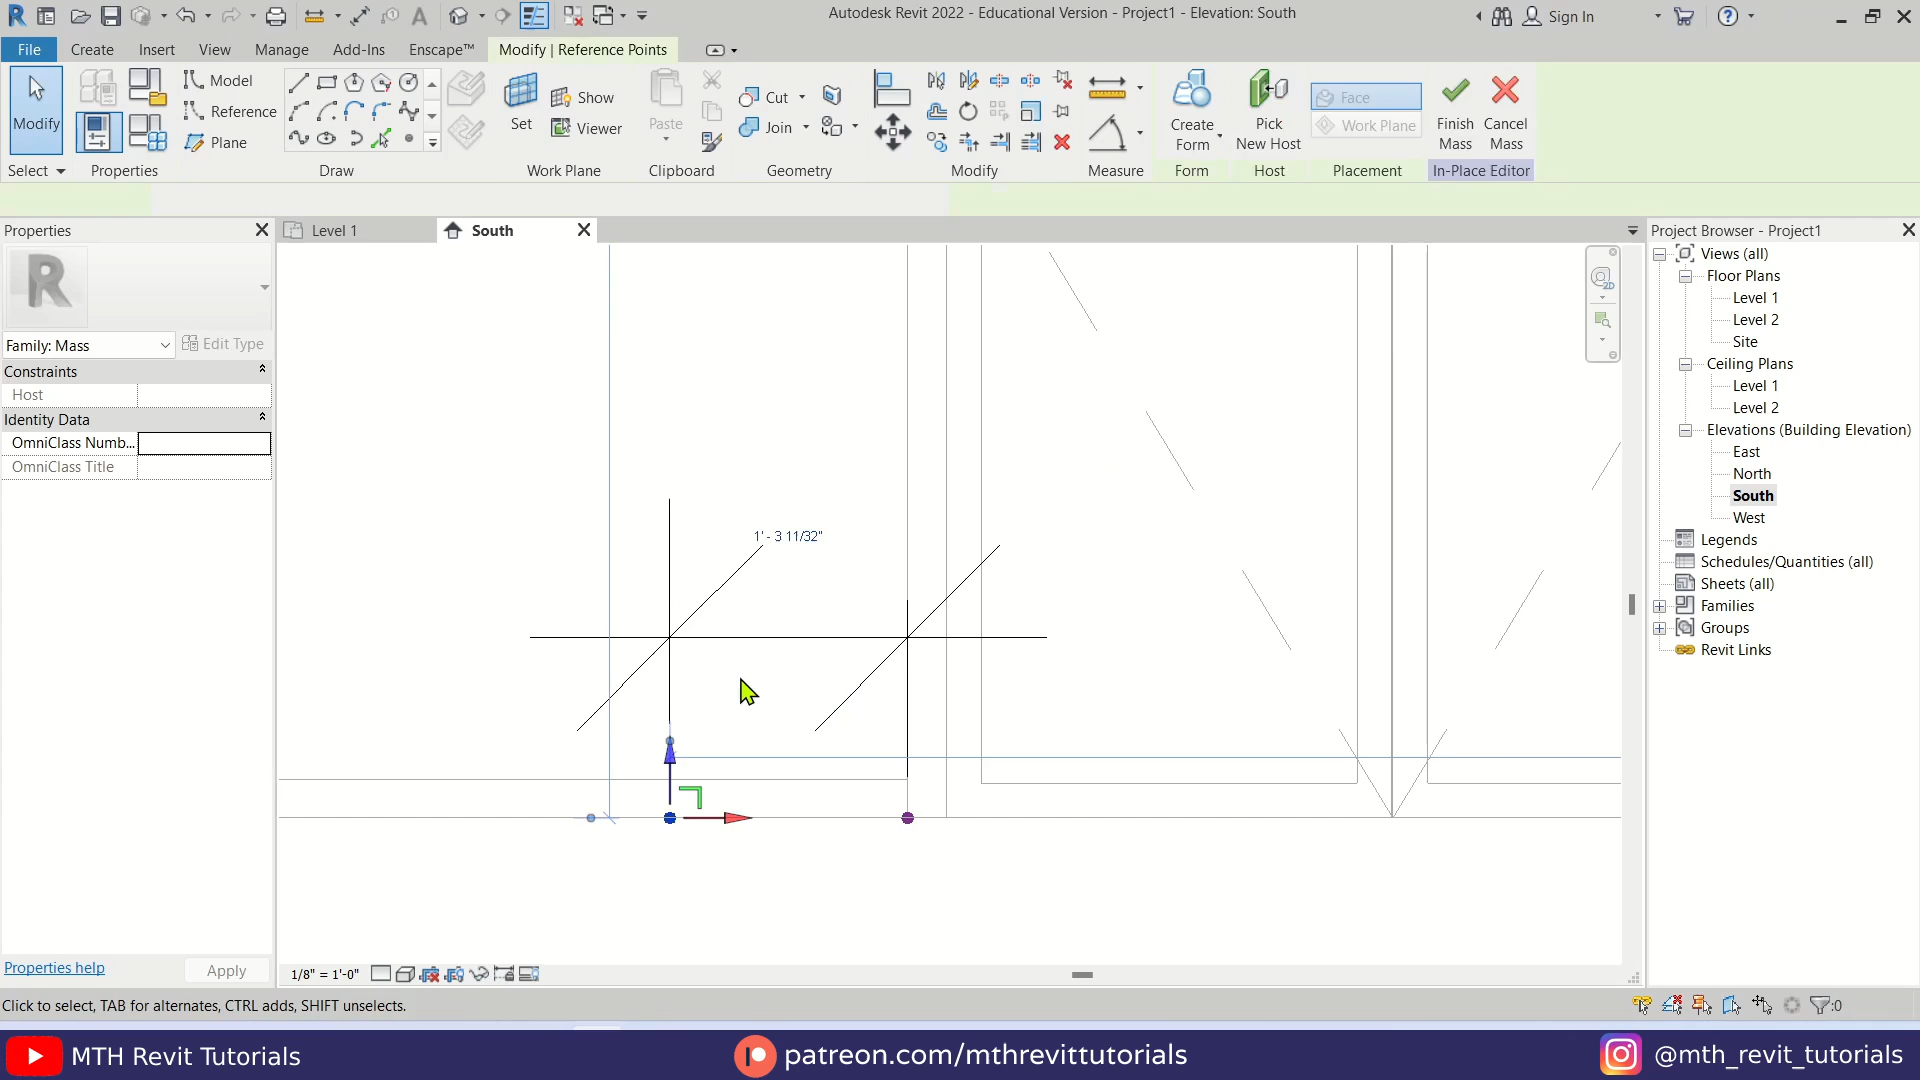 Autodesk Revit 2022 - Educational Version - Project1 - Elevation: South
Sign In
File
Create
Insert
View
Manage
Add-Ins
Enscape™
Modify | Reference Points
Modify
Model
Reference
Plane
Set
Show
Viewer
Paste
Cut
Join
Create Form
Pick New Host
Face
Work Plane
Finish Mass
Cancel Mass
Select
Properties
Draw
Work Plane
Clipboard
Geometry
Modify
Measure
Form
Host
Placement
In-Place Editor
Properties
Level 1
South
Project Browser - Project1
R
Family: Mass
Edit Type
Constraints
Host
Identity Data
OmniClass Numb...
OmniClass Title
Properties help
Apply
1' - 3 11/32"
2D
Views (all)
Floor Plans
Level 1
Level 2
Site
Ceiling Plans
Level 1
Level 2
Elevations (Building Elevation)
East
North
South
West
Legends
Schedules/Quantities (all)
Sheets (all)
Families
Groups
Revit Links
1/8" = 1'-0"
Click to select, TAB for alternates, CTRL adds, SHIFT unselects.
:0
MTH Revit Tutorials
patreon.com/mthrevittutorials
@mth_revit_tutorials